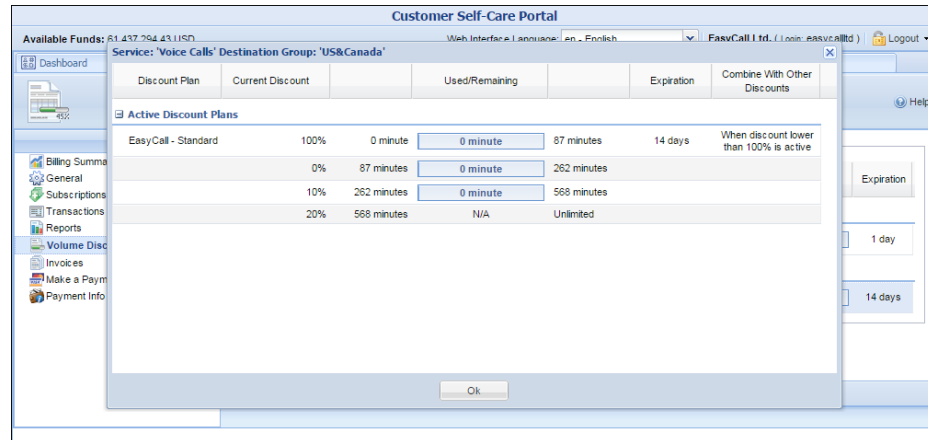 Customer Self-Care Portal
Available Funds: 61,437,294.43 USD
Web Interface Language: en - English
EasyCall Ltd. ( Login: easycallltd )
Logout
Dashboard
Service: 'Voice Calls' Destination Group: 'US&Canada'
45%
Help
Discount Plan
Current Discount
Used/Remaining
Expiration
Combine With Other
Discounts
Active Discount Plans
EasyCall - Standard
100%
0 minute
0 minute
87 minutes
14 days
When discount lower
than 100% is active
0%
87 minutes
0 minute
262 minutes
10%
262 minutes
0 minute
568 minutes
20%
568 minutes
N/A
Unlimited
Billing Summa
General
Subscriptions
Transactions
Reports
Volume Disc
Invoices
Make a Paym
Payment Info
Expiration
1 day
14 days
Ok